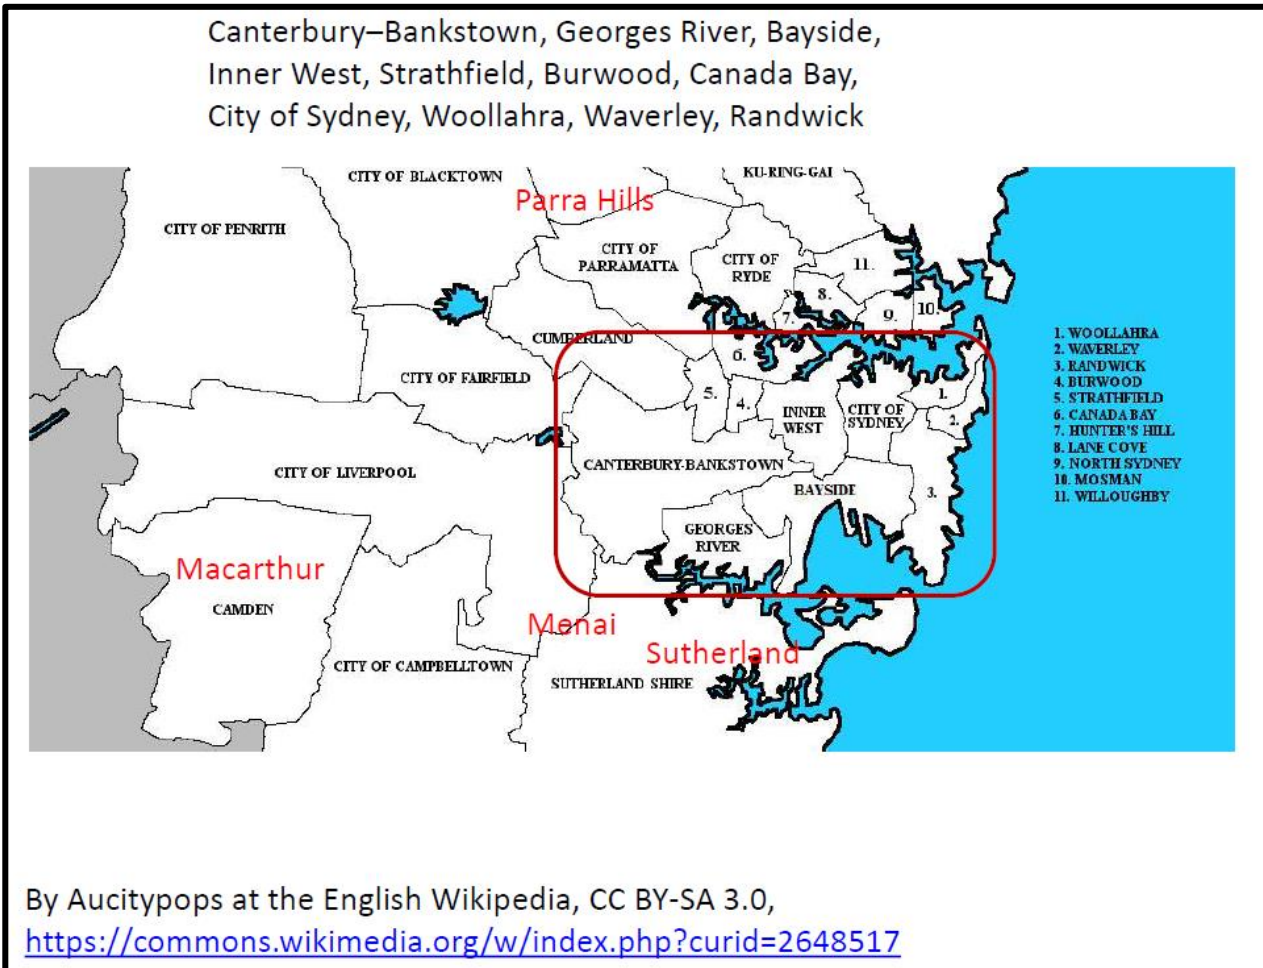 Canterbury–Bankstown, Georges River, Bayside,
Inner West, Strathfield, Burwood, Canada Bay,
City of Sydney, Woollahra, Waverley, Randwick
CITY OF BLACKTOWN
KU-RING-GAI
Parra Hills
CITY OF PENRITH
CITY OF
PARRAMATTA
CITY OF
RYDE
11.
8.
7.
9.
10.
CUMBERLAND
6.
CITY OF FAIRFIELD
5.
4.
INNER
WEST
CITY OF
SYDNEY
1.
2.
CITY OF LIVERPOOL
CANTERBURY-BANKSTOWN
BAYSIDE
3.
GEORGES
RIVER
Macarthur
CAMDEN
Menai
Sutherland
CITY OF CAMPBELLTOWN
SUTHERLAND SHIRE
1. WOOLLAHRA
2. WAVERLEY
3. RANDWICK
4. BURWOOD
5. STRATHFIELD
6. CANADA BAY
7. HUNTER'S HILL
8. LANE COVE
9. NORTH SYDNEY
10. MOSMAN
11. WILLOUGHBY
By Aucitypops at the English Wikipedia, CC BY-SA 3.0,
https://commons.wikimedia.org/w/index.php?curid=2648517